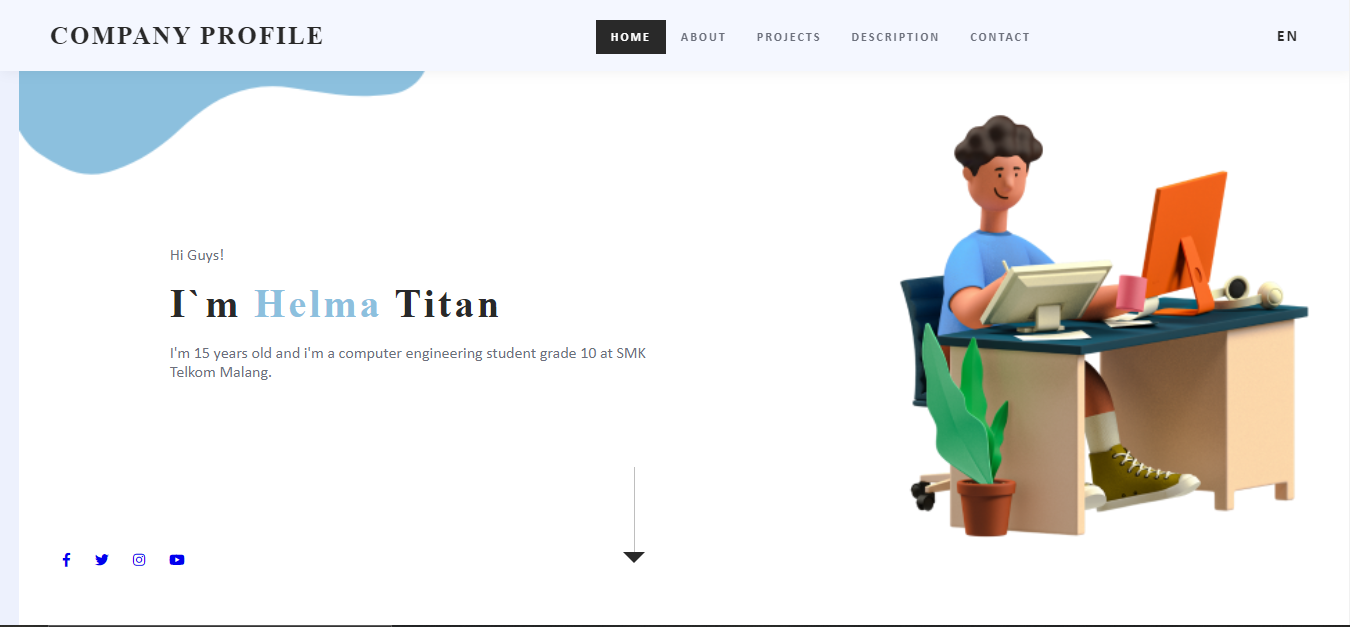 COMPANY PROFILE
HOME ABOUT PROJECTS DESCRIPTION CONTACT
EN
Hi Guys!
I`m Helma Titan
I'm 15 years old and i'm a computer engineering student grade 10 at SMK
Telkom Malang.